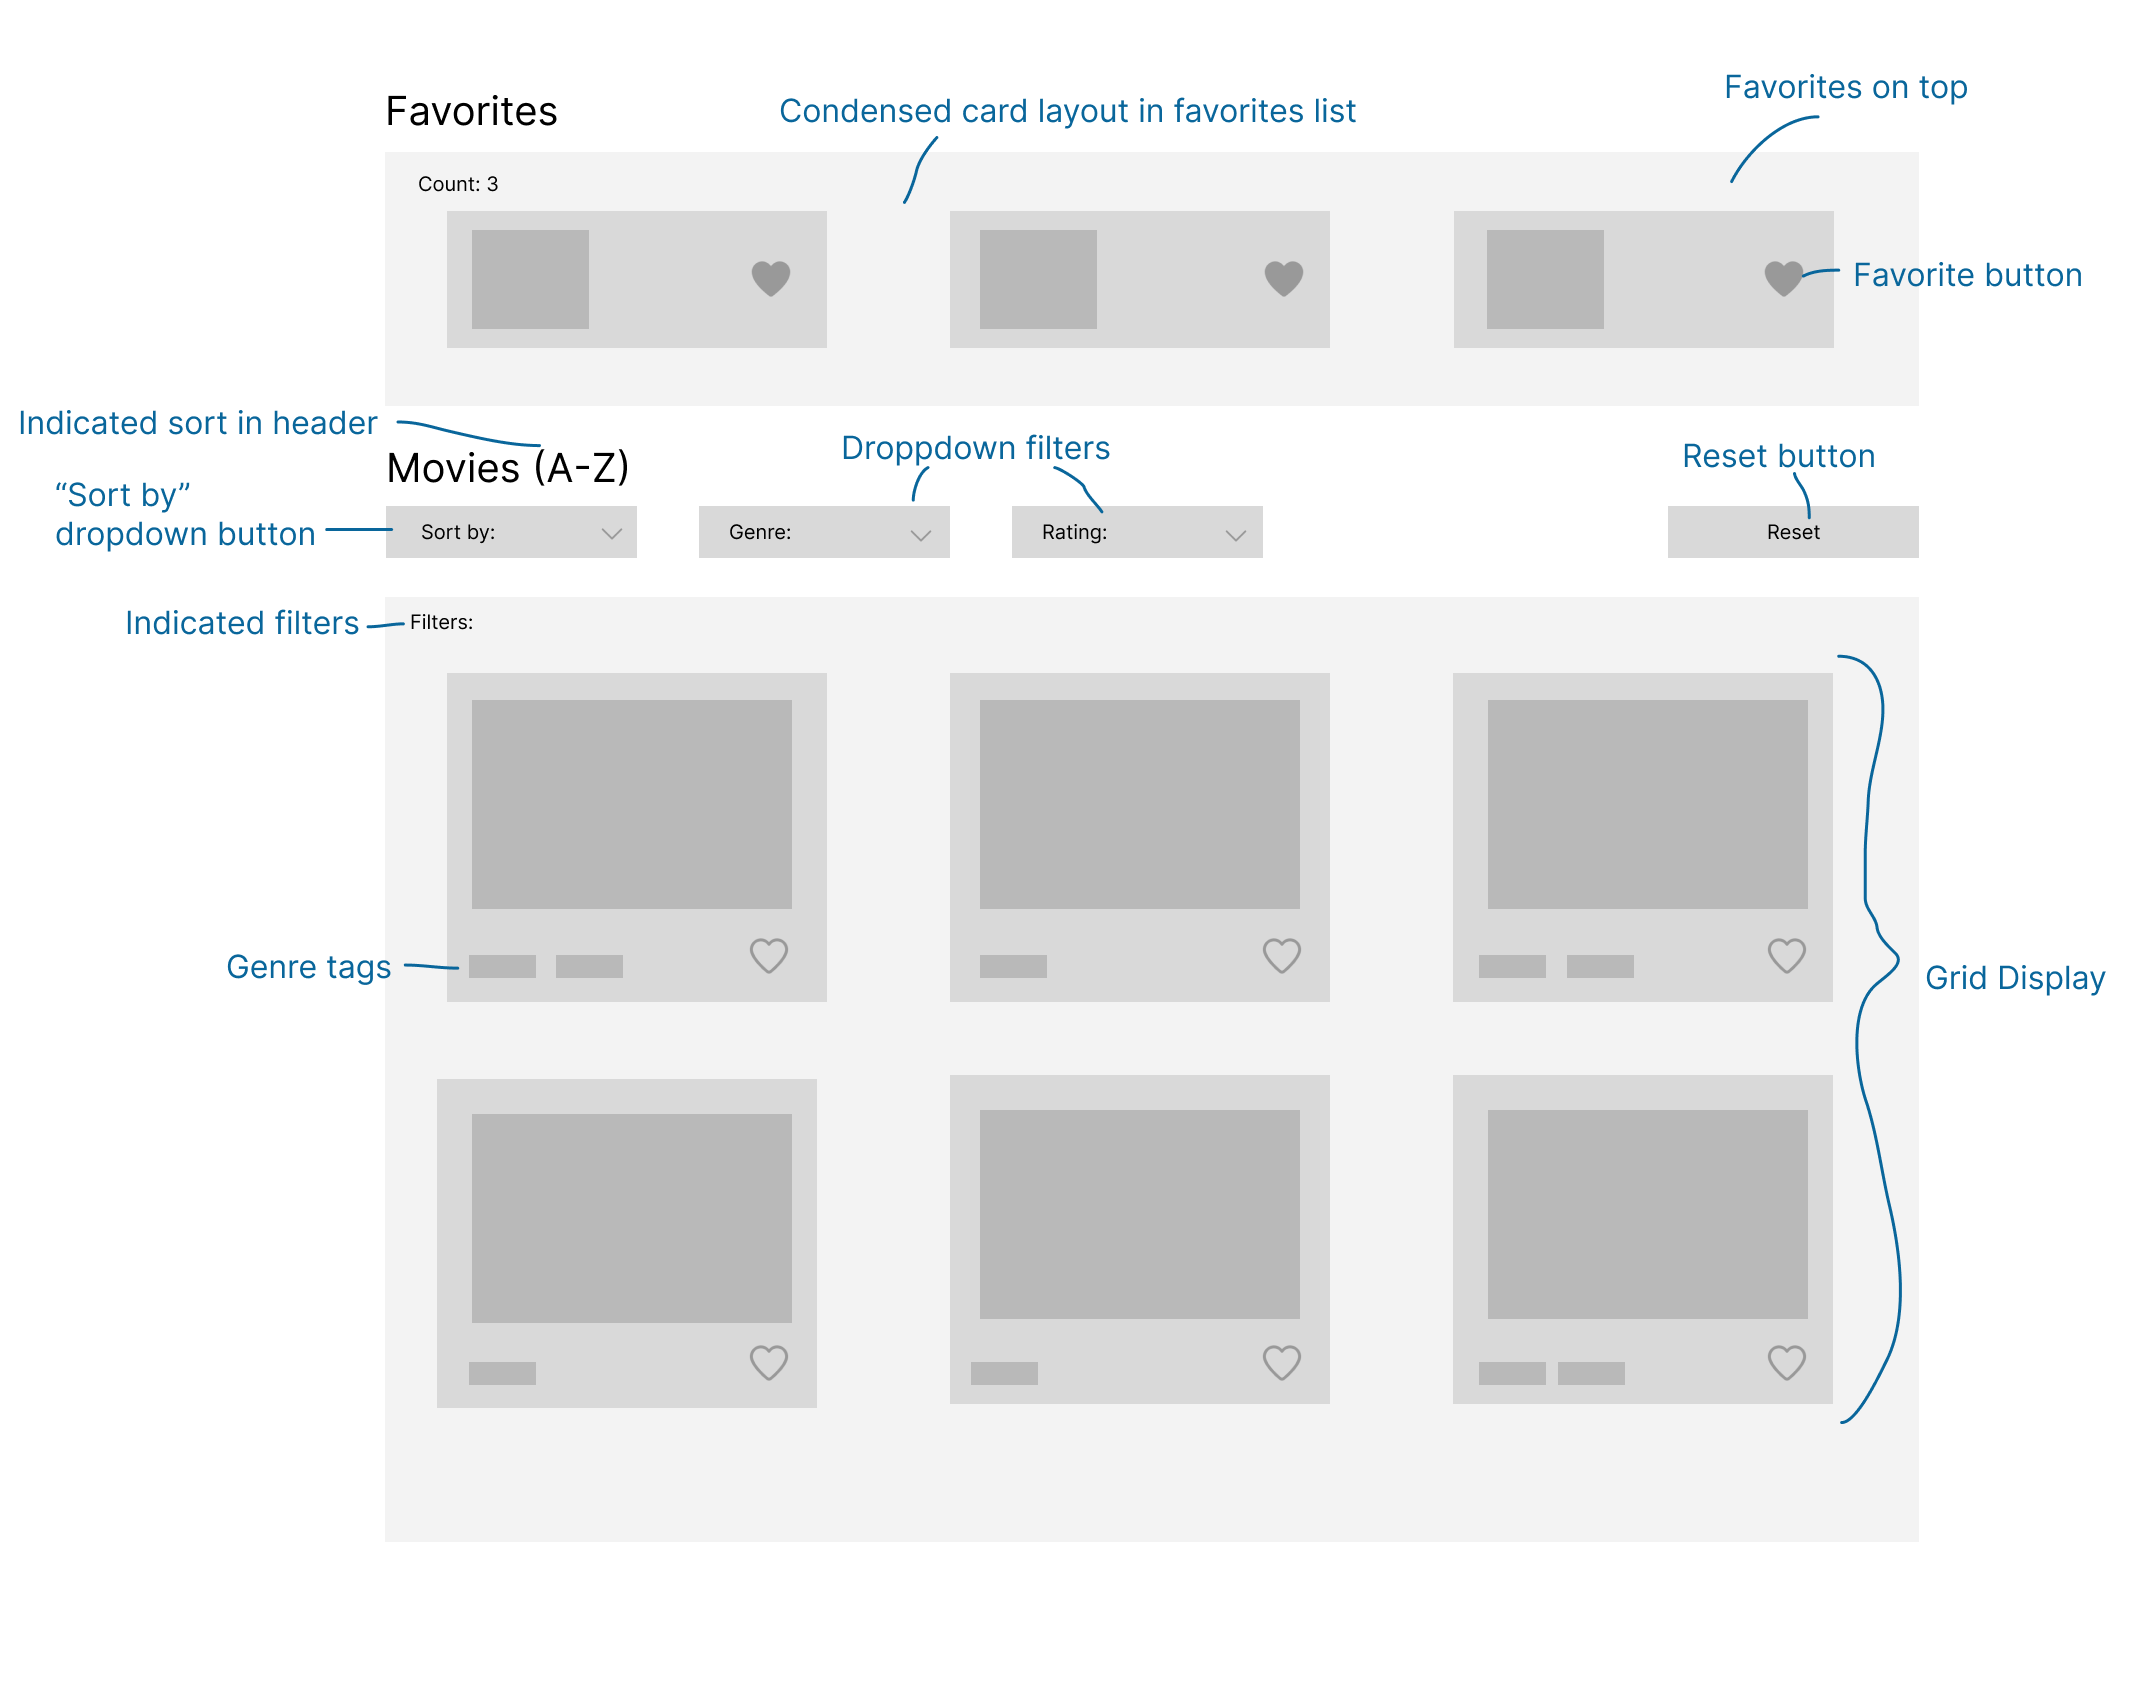 Favorites on top
Favorites
Condensed card layout in favorites list
Count: 3
Favorite button
Indicated sort in header
Droppdown filters
Reset button
Movies (A-Z)
“Sort by”
dropdown button
Sort by:
Genre:
Rating:
Reset
Indicated filters
Filters:
Genre tags
Grid Display